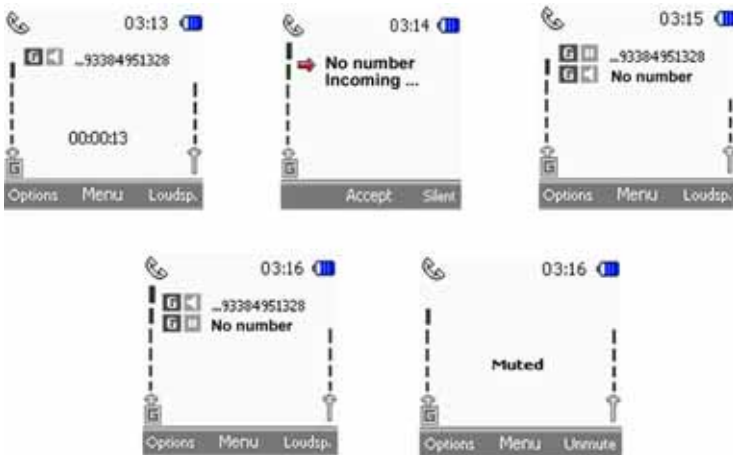 03:13
...93384951328
00:00:13
Options Menu Loudsp.
03:14
No number
Incoming ...
Accept Silent
03:15
...93384951328
No number
Options Menu Loudsp.
03:16
...93384951328
No number
Options Menu Loudsp.
03:16
Muted
Options Menu Unmute